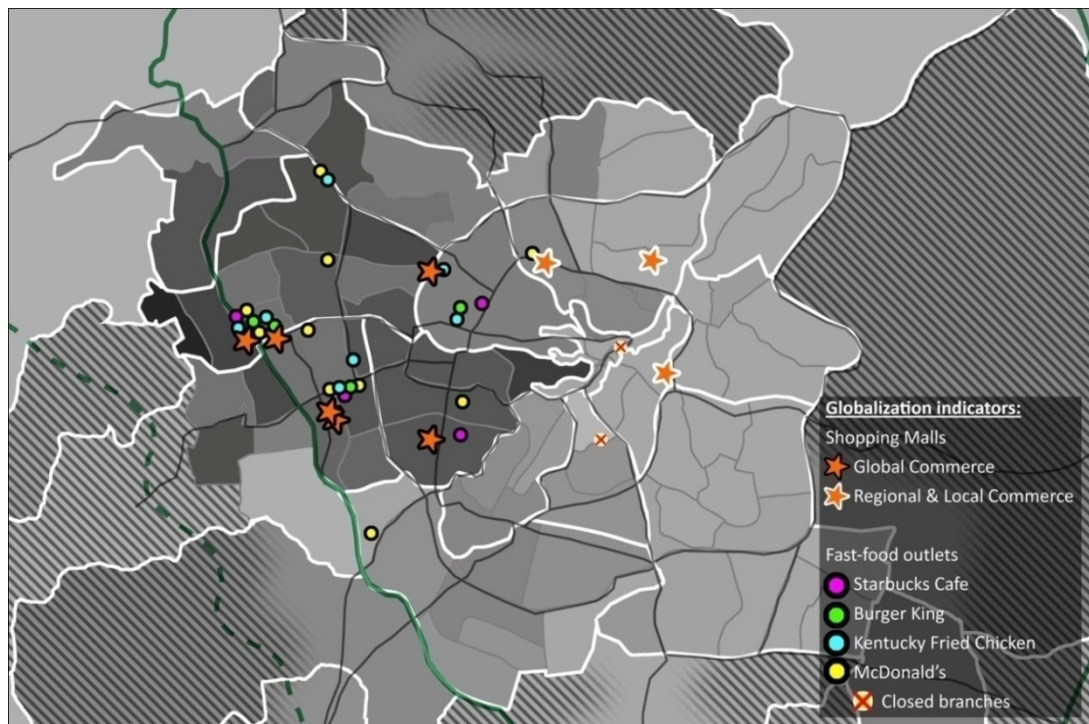 Globalization indicators:
Shopping Malls
Global Commerce
Regional & Local Commerce
Fast-food outlets
Starbucks Cafe
Burger King
Kentucky Fried Chicken
McDonald's
Closed branches